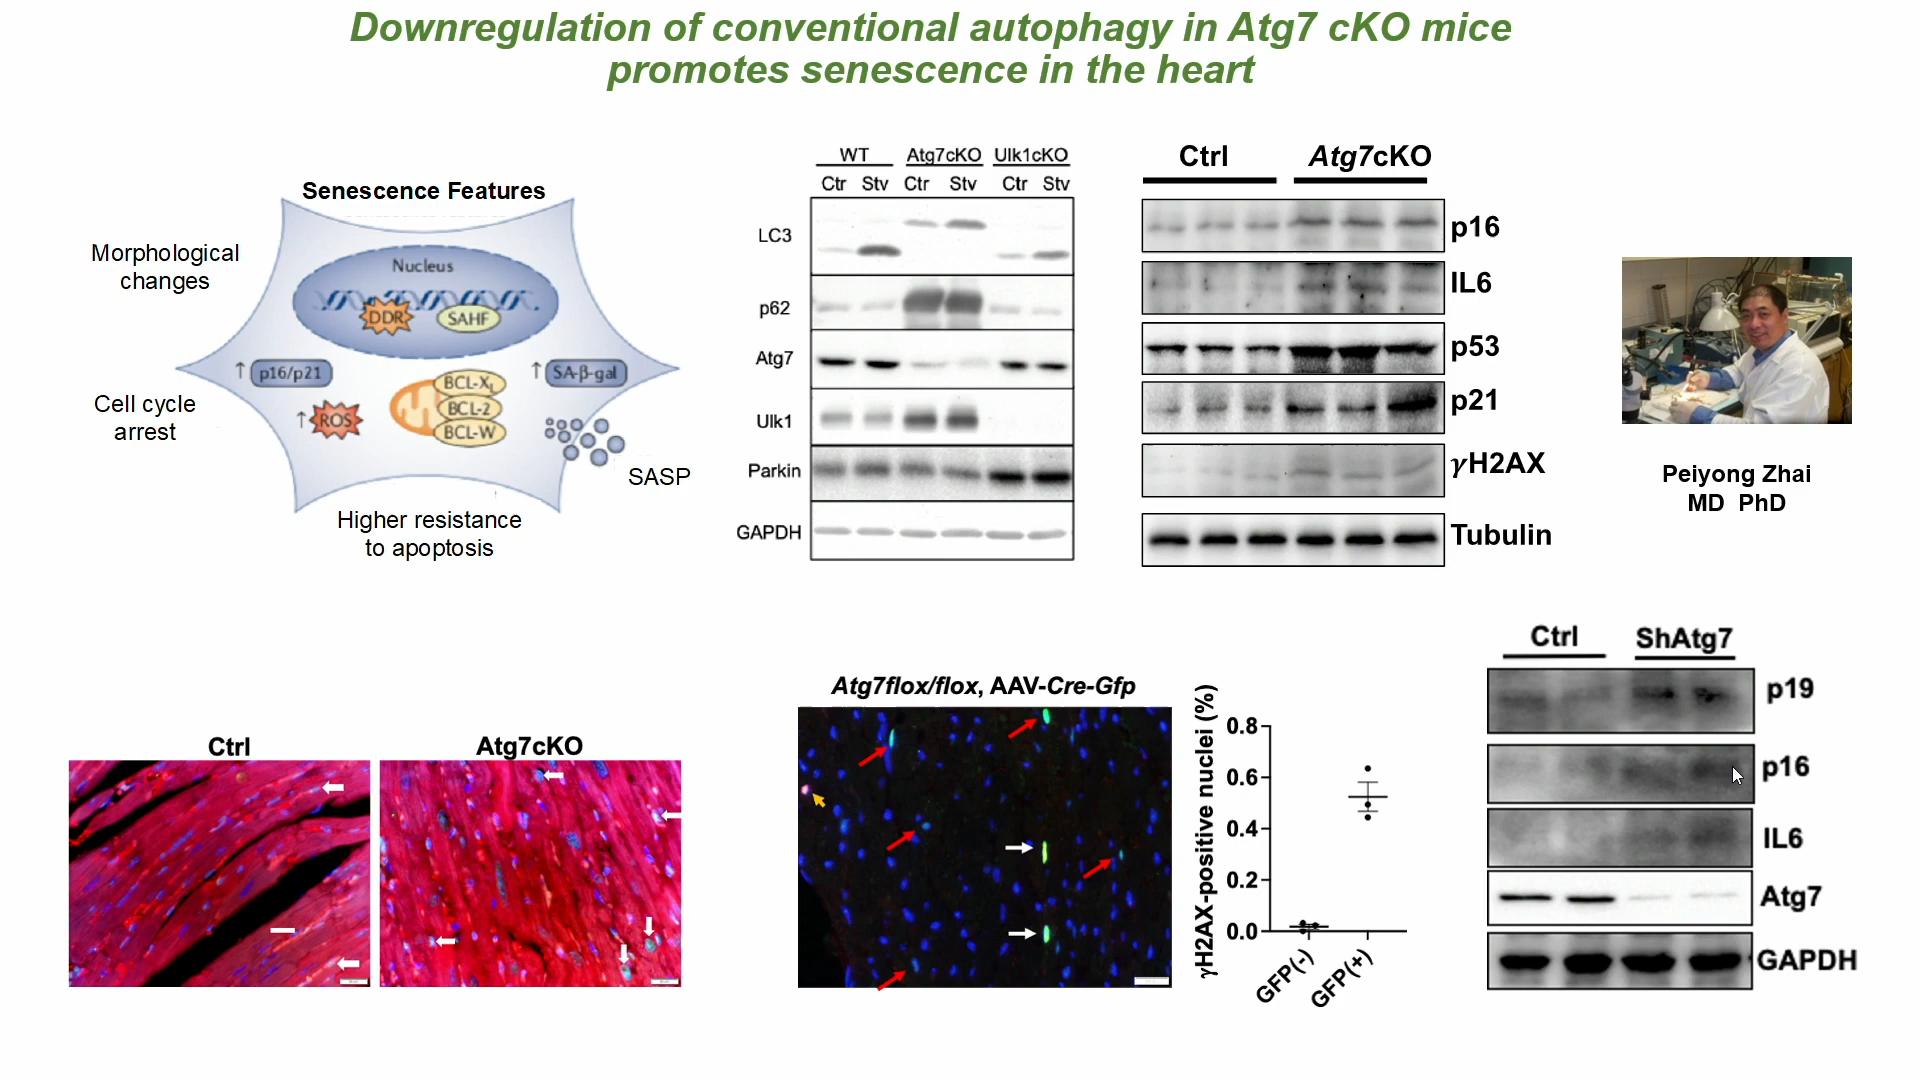 Downregulation of conventional autophagy in Atg7 cKO mice
promotes senescence in the heart
Senescence Features
Morphological
changes
Nucleus
DDR
SAHF
↑ p16/p21
↑ SA-β-gal
BCL-XL
BCL-2
BCL-W
↑ ROS
Cell cycle
arrest
SASP
Higher resistance
to apoptosis
WT Atg7cKO Ulk1cKO
Ctr Stv Ctr Stv Ctr Stv
LC3
p62
Atg7
Ulk1
Parkin
GAPDH
Ctrl Atg7cKO
p16
IL6
p53
p21
γH2AX
Tubulin
Peiyong Zhai
MD PhD
Ctrl
Atg7cKO
Atg7flox/flox, AAV-Cre-Gfp
γH2AX-positive nuclei (%)
0.8
0.6
0.4
0.2
0.0
GFP(-)
GFP(+)
Ctrl ShAtg7
p19
p16
IL6
Atg7
GAPDH